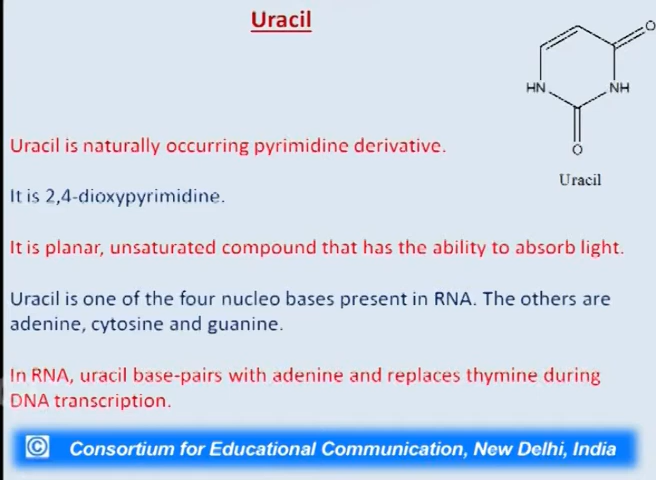 Uracil
O
HN
NH
O
Uracil
Uracil is naturally occurring pyrimidine derivative.
It is 2,4-dioxypyrimidine.
It is planar, unsaturated compound that has the ability to absorb light.
Uracil is one of the four nucleo bases present in RNA. The others are
adenine, cytosine and guanine.
In RNA, uracil base-pairs with adenine and replaces thymine during
DNA transcription.
© Consortium for Educational Communication, New Delhi, India